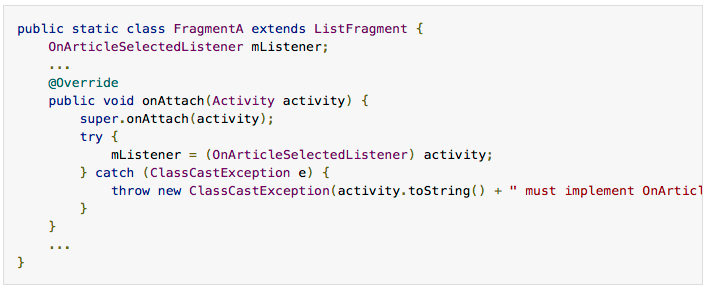 public static class FragmentA extends ListFragment {
    OnArticleSelectedListener mListener;
    ...
    @Override
    public void onAttach(Activity activity) {
        super.onAttach(activity);
        try {
            mListener = (OnArticleSelectedListener) activity;
        } catch (ClassCastException e) {
            throw new ClassCastException(activity.toString() + " must implement OnArticl
        }
    }
    ...
}